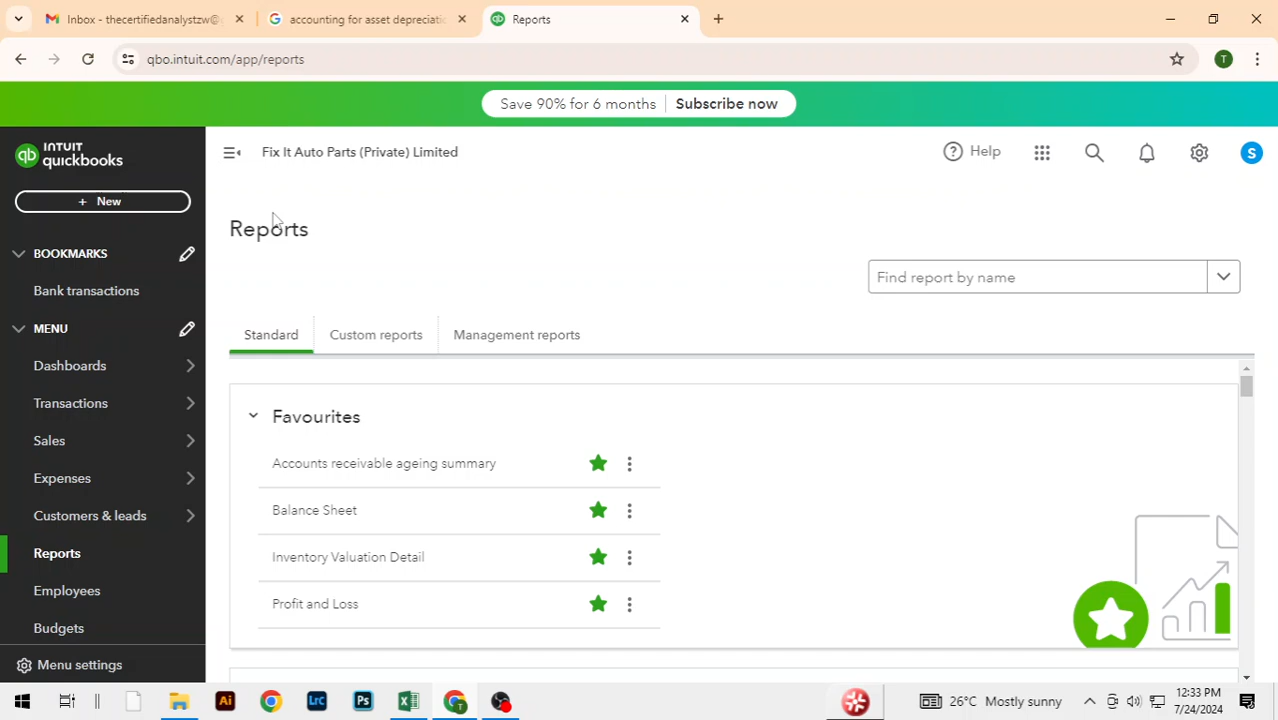 Inbox - thecertifiedanalystzw@
accounting for asset depreciati
Reports
qbo.intuit.com/app/reports
T
Save 90% for 6 months
Subscribe now
qb INTUIT quickbooks
Fix It Auto Parts (Private) Limited
Help
S
+ New
BOOKMARKS
Bank transactions
MENU
Dashboards
Transactions
Sales
Expenses
Customers & leads
Reports
Employees
Budgets
Menu settings
Reports
Find report by name
Standard
Custom reports
Management reports
Favourites
Accounts receivable ageing summary
Balance Sheet
Inventory Valuation Detail
Profit and Loss
Ai
Lrc
Ps
T
26°C Mostly sunny
12:33 PM
7/24/2024